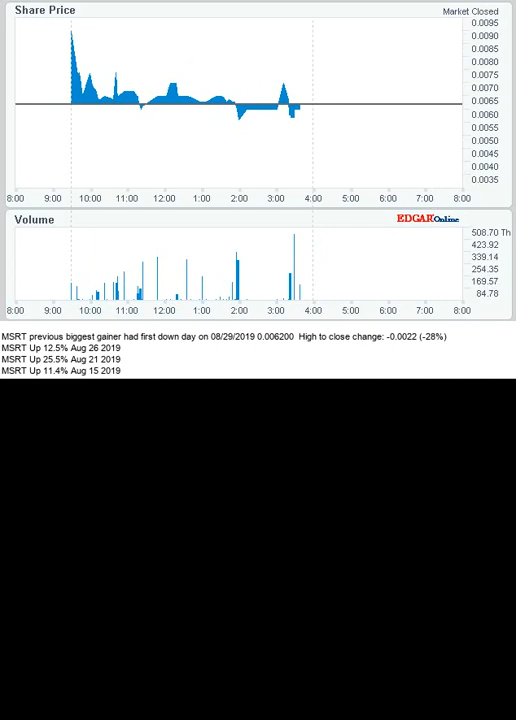 Share Price
Market Closed
0.0095
0.0090
0.0085
0.0080
0.0075
0.0070
0.0065
0.0060
0.0055
0.0050
0.0045
0.0040
0.0035
8:00 9:00 10:00 11:00 12:00 1:00 2:00 3:00 4:00 5:00 6:00 7:00 8:00
Volume
EDGAR Online
508.70 Th
423.92
339.14
254.35
169.57
84.78
8:00 9:00 10:00 11:00 12:00 1:00 2:00 3:00 4:00 5:00 6:00 7:00 8:00
MSRT previous biggest gainer had first down day on 08/29/2019 0.006200 High to close change: -0.0022 (-28%)
MSRT Up 12.5% Aug 26 2019
MSRT Up 25.5% Aug 21 2019
MSRT Up 11.4% Aug 15 2019